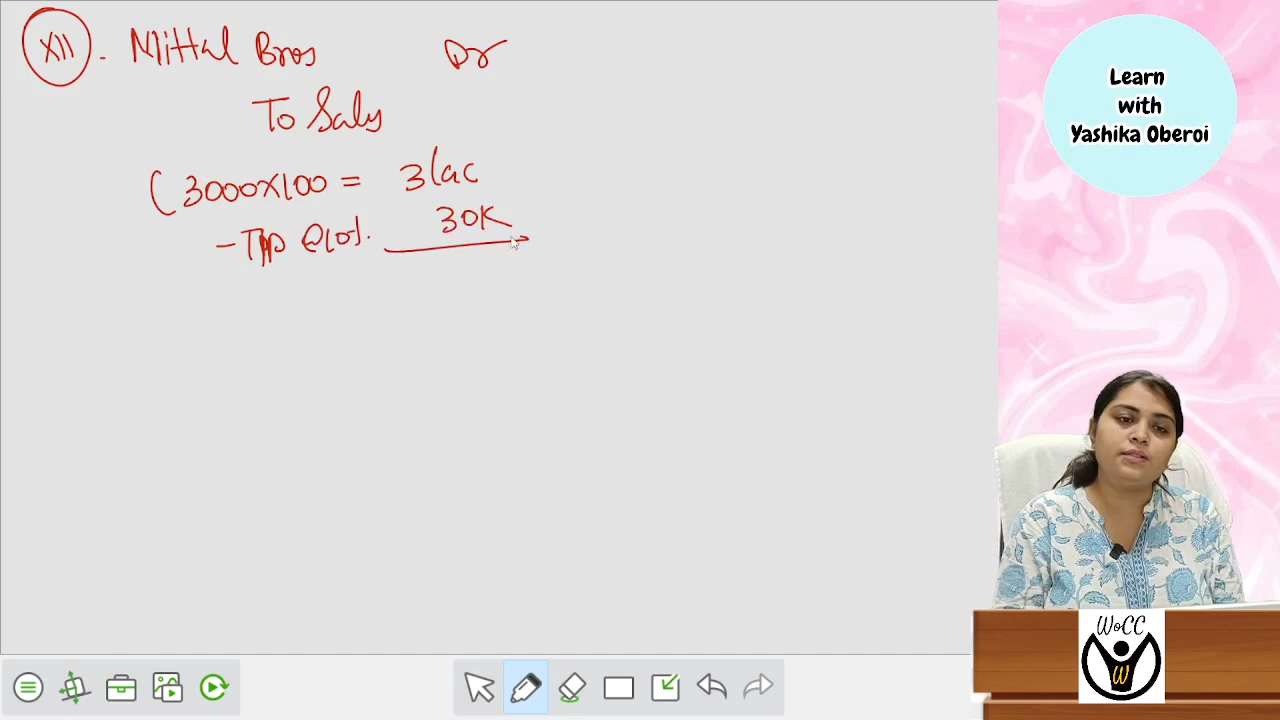 XII. Mittal Bros Dr
To Sales
(3000x100 = 3lac
- TD @10%. 30K
Learn
with
Yashika Oberoi
WoCC
W